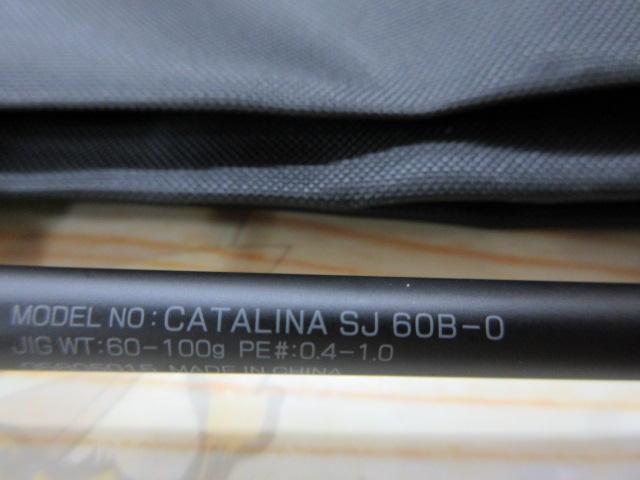 MODEL NO: CATALINA SJ 60B-0
JIG WT:60-100g PE#:0.4-1.0
MADE IN CHINA